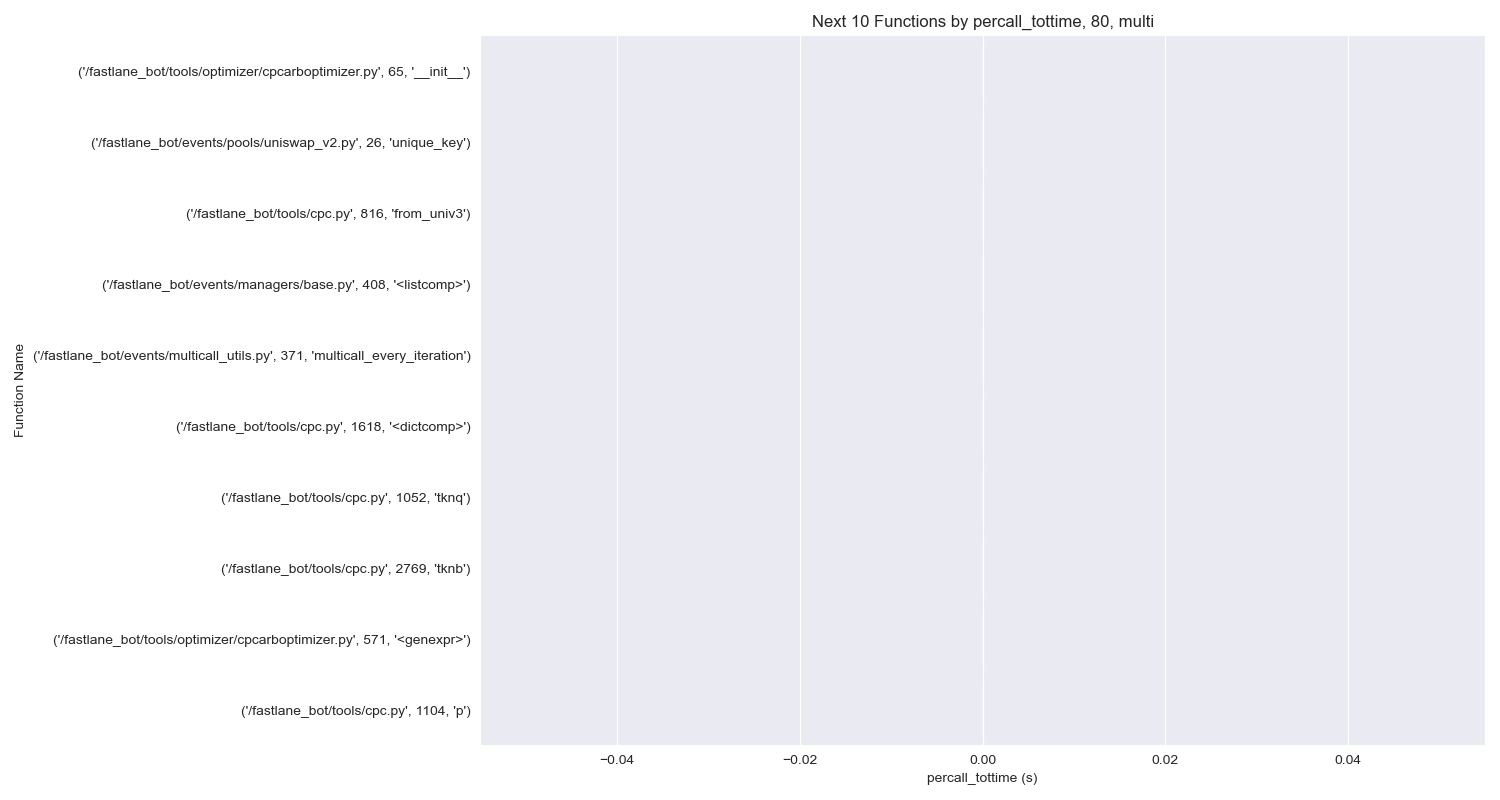 Next 10 Functions by percall_tottime, 80, multi
('/fastlane_bot/tools/optimizer/cpcarboptimizer.py', 65, '__init__')
('/fastlane_bot/events/pools/uniswap_v2.py', 26, 'unique_key')
('/fastlane_bot/tools/cpc.py', 816, 'from_univ3')
('/fastlane_bot/events/managers/base.py', 408, '<listcomp>')
('/fastlane_bot/events/multicall_utils.py', 371, 'multicall_every_iteration')
('/fastlane_bot/tools/cpc.py', 1618, '<dictcomp>')
('/fastlane_bot/tools/cpc.py', 1052, 'tknq')
('/fastlane_bot/tools/cpc.py', 2769, 'tknb')
('/fastlane_bot/tools/optimizer/cpcarboptimizer.py', 571, '<genexpr>')
('/fastlane_bot/tools/cpc.py', 1104, 'p')
Function Name
−0.04 −0.02 0.00 0.02 0.04
percall_tottime (s)